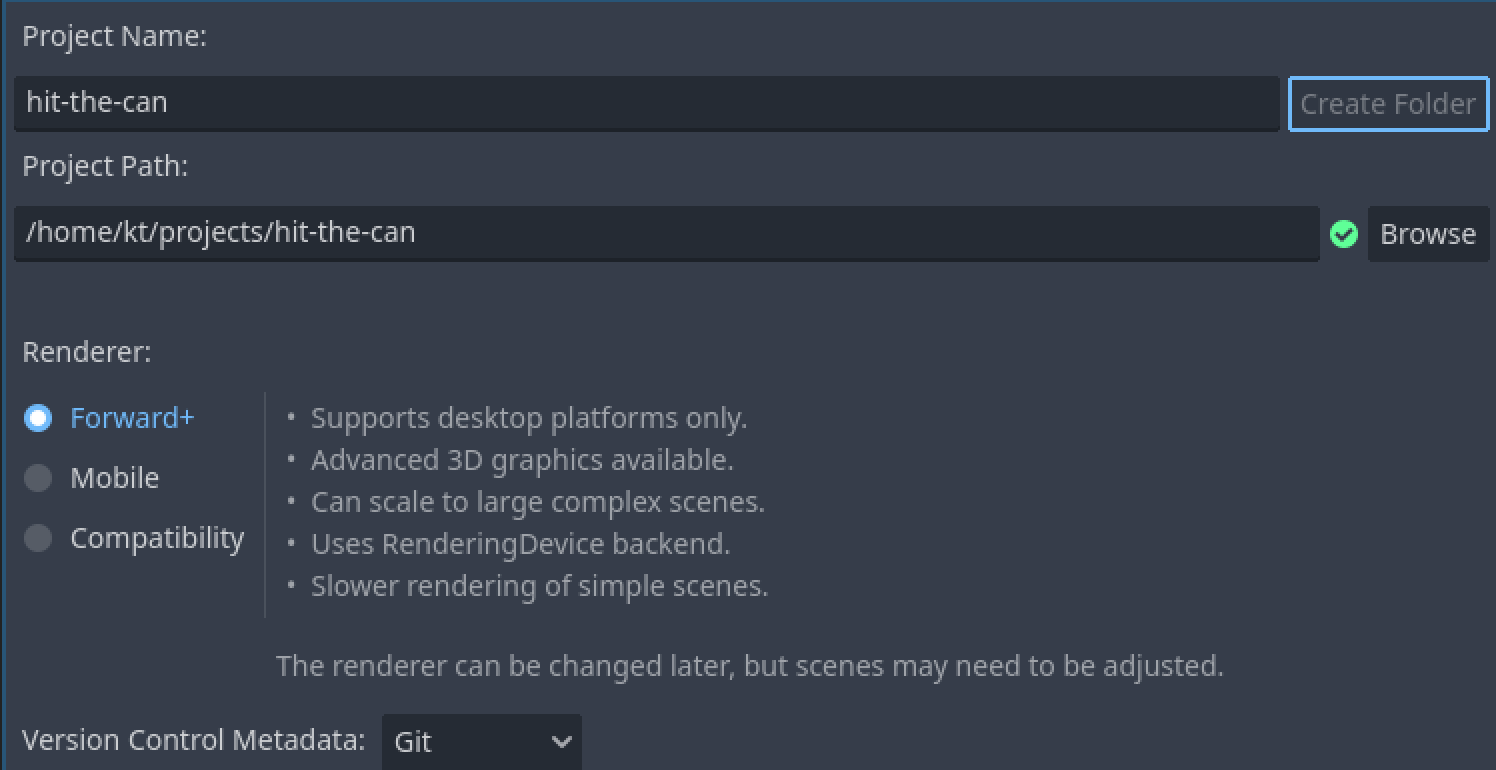 Project Name:
hit-the-can
Create Folder
Project Path:
/home/kt/projects/hit-the-can
Browse
Renderer:
Forward+
Mobile
Compatibility
• Supports desktop platforms only.
• Advanced 3D graphics available.
• Can scale to large complex scenes.
• Uses RenderingDevice backend.
• Slower rendering of simple scenes.
The renderer can be changed later, but scenes may need to be adjusted.
Version Control Metadata: Git